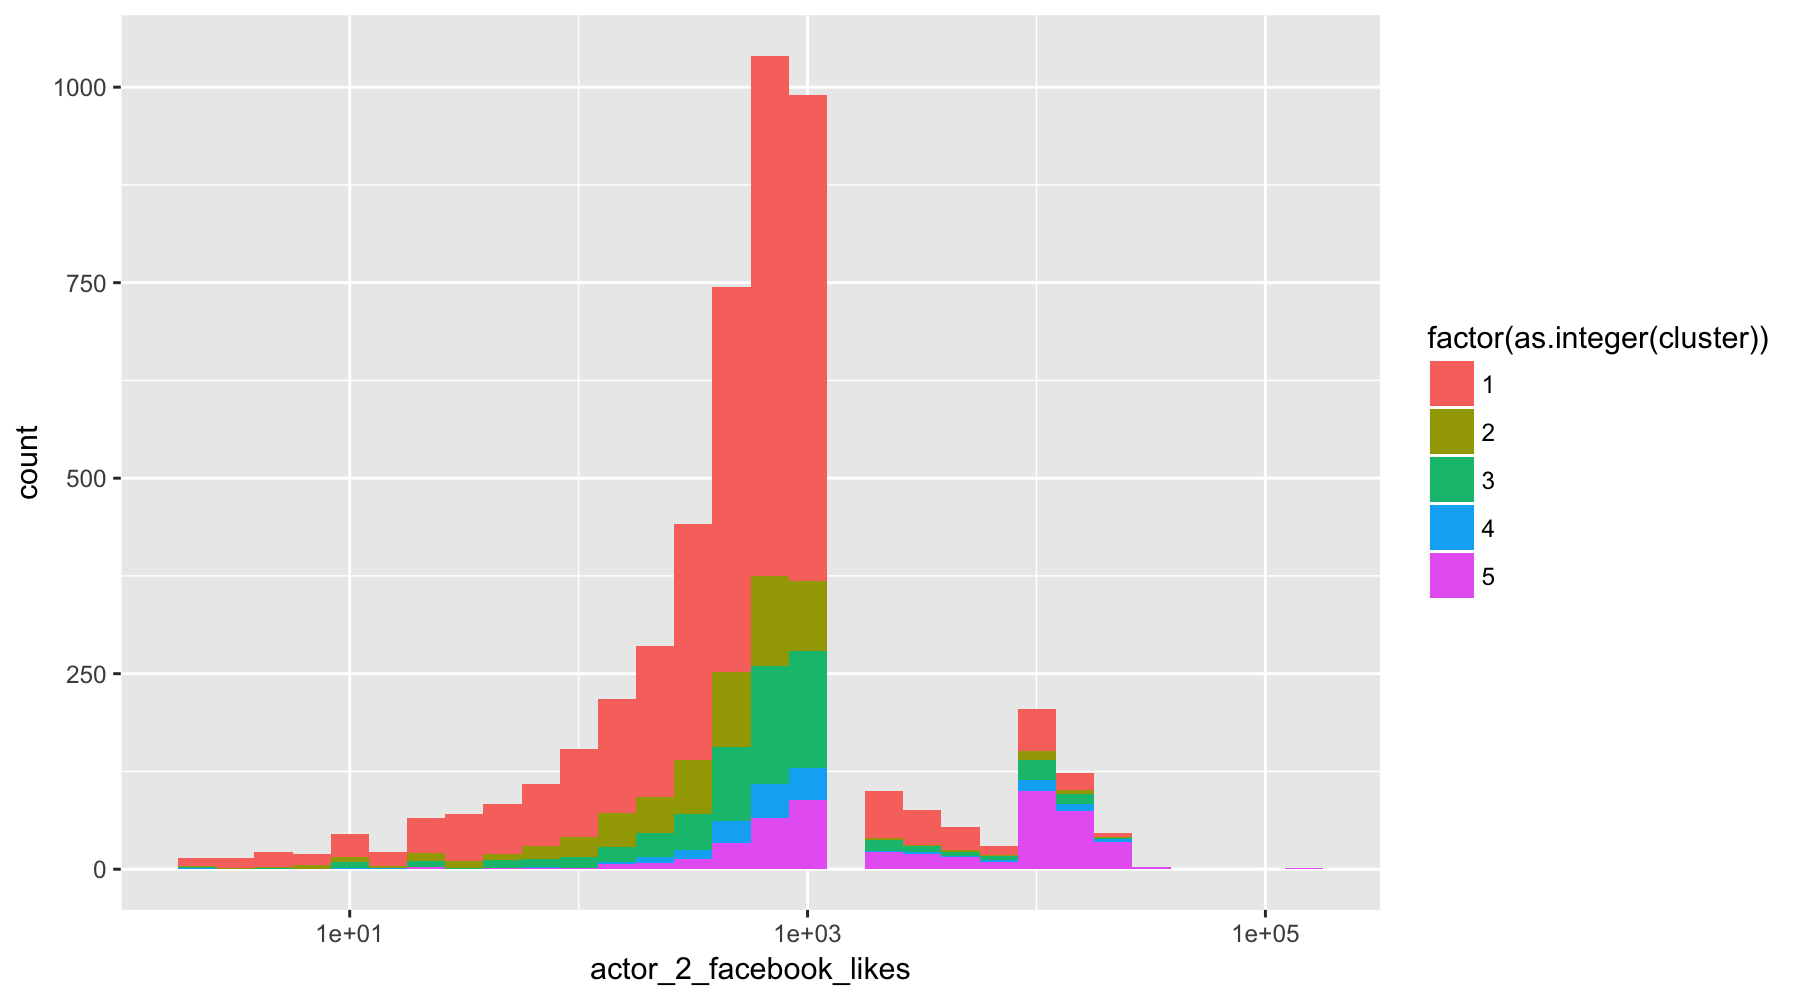 1000
750
500
250
0
count
1e+01
1e+03
1e+05
actor_2_facebook_likes
factor(as.integer(cluster))
1
2
3
4
5